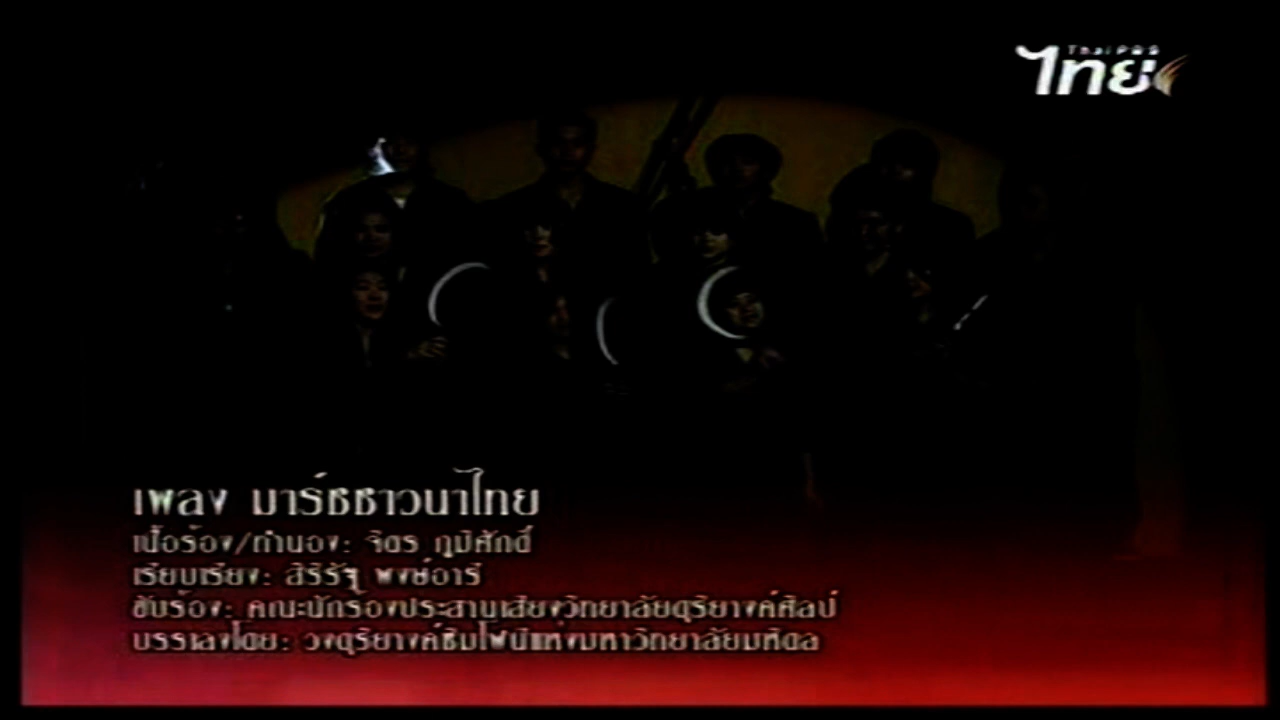 Thai PBS
ไทย
เพลง มาร์ชชาวนาไทย
เนื้อร้อง/ทำนอง: จิตร ภูมิศักดิ์
เรียบเรียง: สิริรัฐ พงษ์อารี
ขับร้อง: คณะนักร้องประสานเสียงวิทยาลัยดุริยางค์ศิลป์
บรรเลงโดย: วงดุริยางค์ซิมโฟนีแห่งมหาวิทยาลัยมหิดล